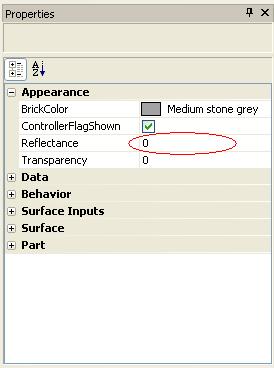 Properties
Appearance
BrickColor Medium stone grey
ControllerFlagShown
Reflectance 0
Transparency 0
Data
Behavior
Surface Inputs
Surface
Part